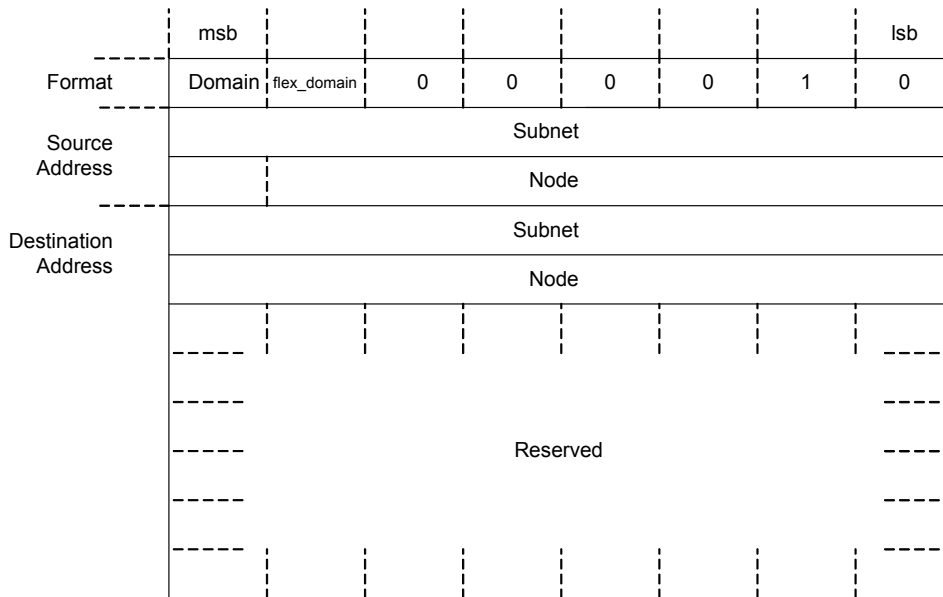 msb lsb
Format Domain flex_domain 0 0 0 0 1 0
Source
Address
Subnet
Node
Destination
Address
Subnet
Node
Reserved